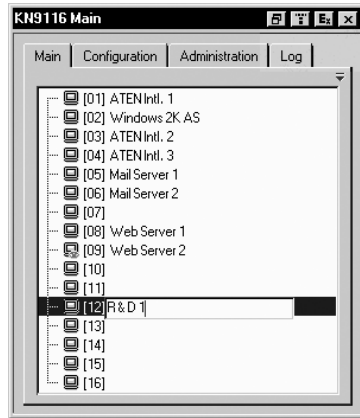 KN9116 Main
Main Configuration Administration Log
[01] ATEN Intl. 1
[02] Windows 2K AS
[03] ATEN Intl. 2
[04] ATEN Intl. 3
[05] Mail Server 1
[06] Mail Server 2
[07]
[08] Web Server 1
[09] Web Server 2
[10]
[11]
[12] R & D 1
[13]
[14]
[15]
[16]